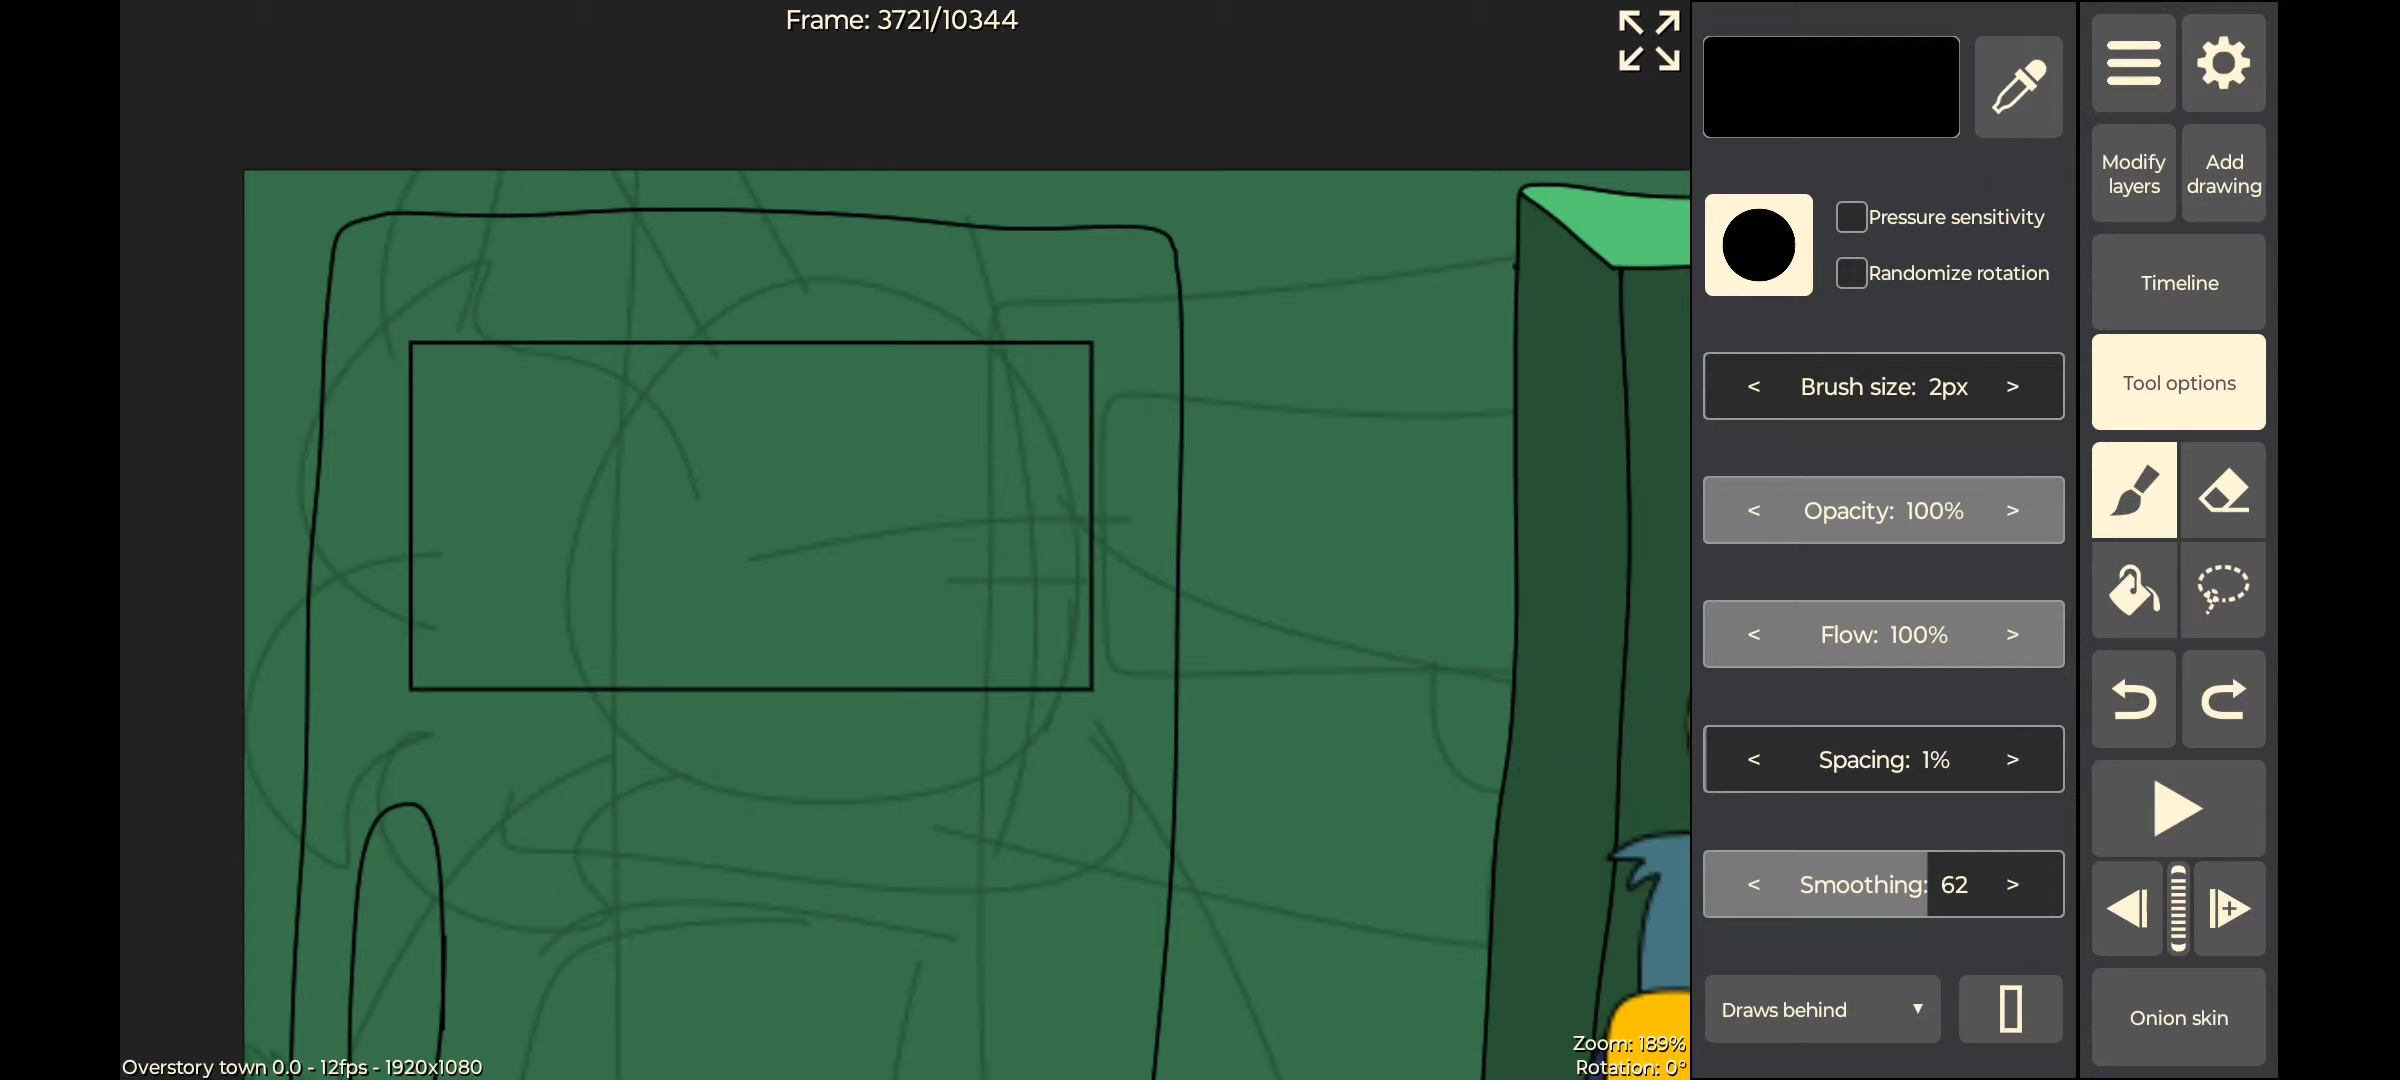 Frame: 3721/10344
Modify
layers
Add
drawing
Pressure sensitivity
Randomize rotation
Timeline
Tool options
< Brush size: 2px >
< Opacity: 100% >
< Flow: 100% >
< Spacing: 1% >
< Smoothing: 62 >
Draws behind
Onion skin
Zoom: 189%
Rotation: 0°
Overstory town 0.0 - 12fps - 1920x1080